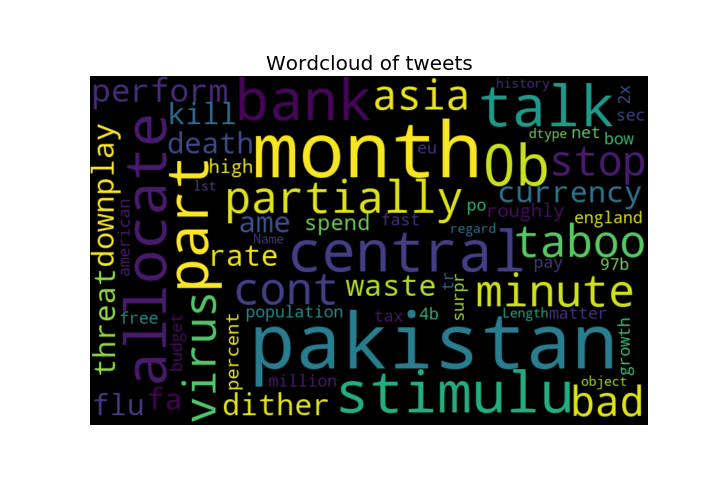 Wordcloud of tweets
perform
bank
asia
talk
history
2x
sec
kill
death
month
eu
dtype
net
bow
0b
stop
downplay
allocate
part
high
lst
partially
po
currency
roughly
england
american
ame
spend
fast
regard
Name
rate
central
taboo
pay
97b
threat
virus
cont
waste
tr
surpr
minute
free
population
tax
4b
Length
matter
budget
percent
pakistan
growth
million
object
flu
fa
dither
stimulu
bad